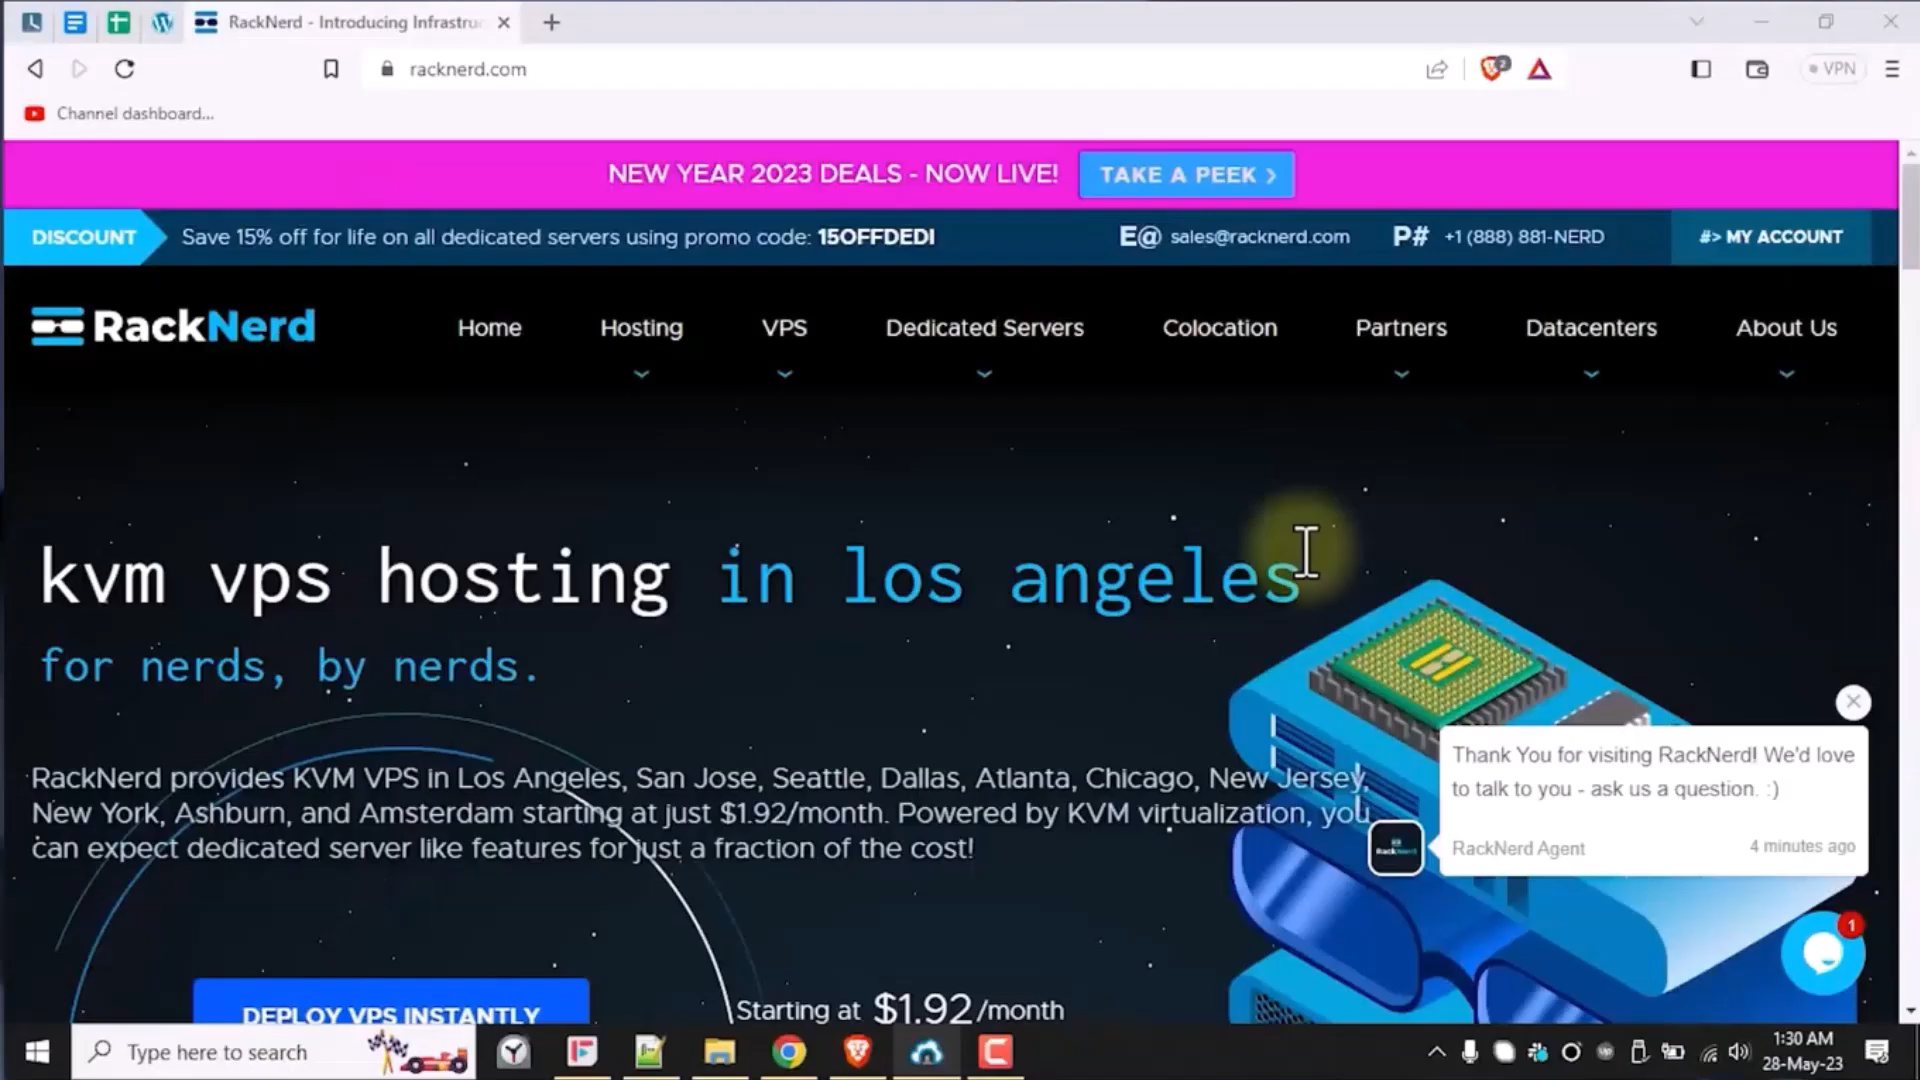 RackNerd - Introducing Infrastru
racknerd.com
2
VPN
Channel dashboard...
NEW YEAR 2023 DEALS - NOW LIVE!
TAKE A PEEK >
DISCOUNT
Save 15% off for life on all dedicated servers using promo code: 15OFFDEDI
E@ sales@racknerd.com
P# +1 (888) 881-NERD
#> MY ACCOUNT
RackNerd
Home
Hosting
VPS
Dedicated Servers
Colocation
Partners
Datacenters
About Us
kvm vps hosting in los angeles
for nerds, by nerds.
RackNerd provides KVM VPS in Los Angeles, San Jose, Seattle, Dallas, Atlanta, Chicago, New Jersey,
New York, Ashburn, and Amsterdam starting at just $1.92/month. Powered by KVM virtualization, you
can expect dedicated server like features for just a fraction of the cost!
Thank You for visiting RackNerd! We'd love
to talk to you - ask us a question. :)
RackNerd
RackNerd Agent
4 minutes ago
1
DEPLOY VPS INSTANTLY
Starting at $1.92/month
Type here to search
1:30 AM
28-May-23